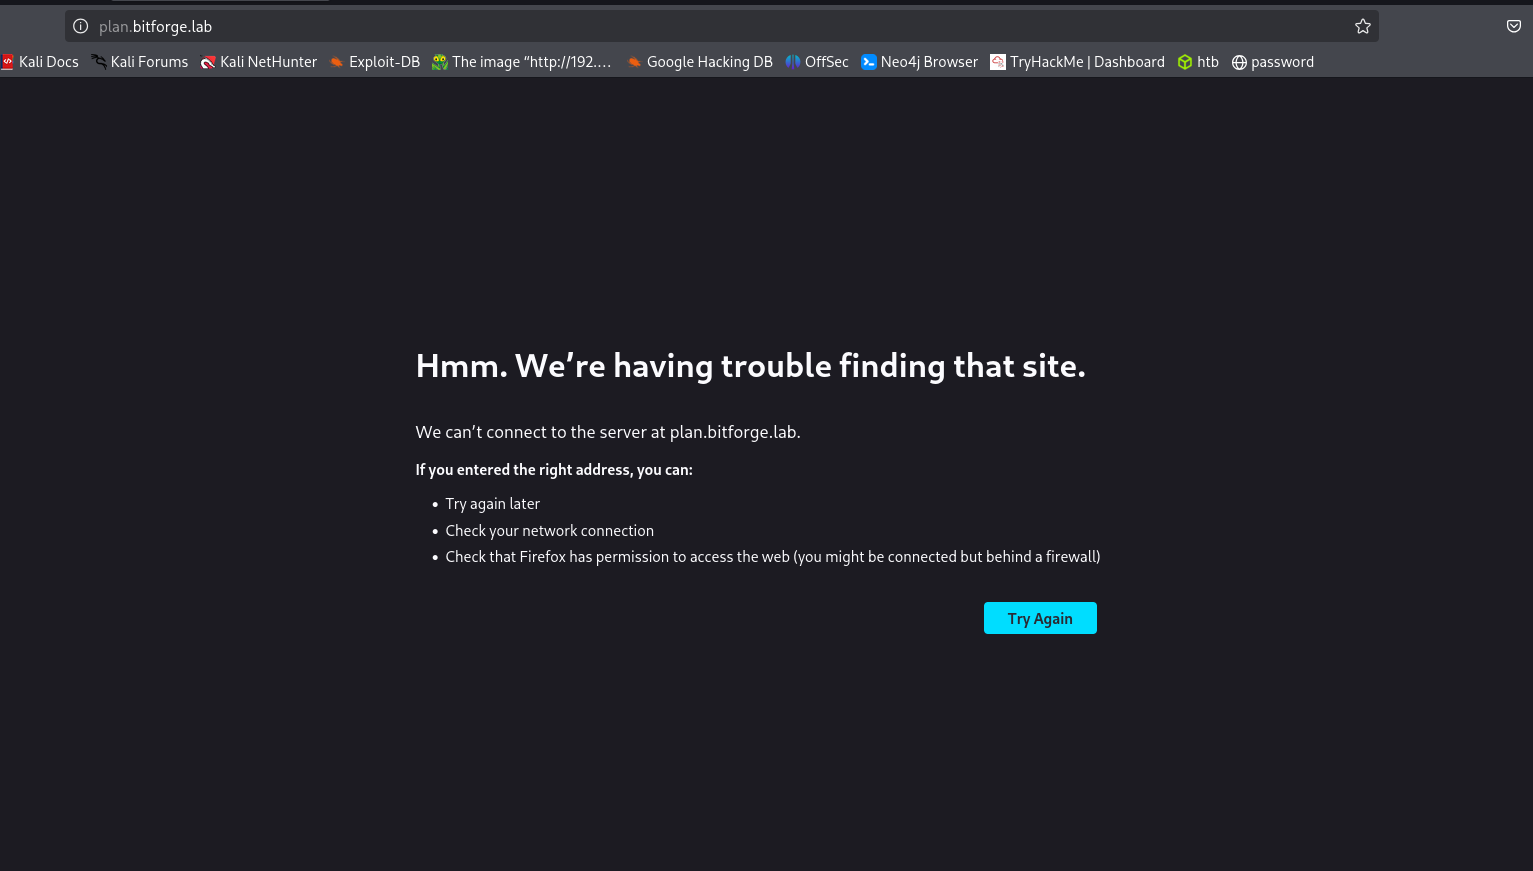 plan.bitforge.lab
Kali Docs Kali Forums Kali NetHunter Exploit-DB The image “http://192.… Google Hacking DB OffSec Neo4j Browser TryHackMe | Dashboard htb password
Hmm. We’re having trouble finding that site.
We can’t connect to the server at plan.bitforge.lab.
If you entered the right address, you can:
• Try again later
• Check your network connection
• Check that Firefox has permission to access the web (you might be connected but behind a firewall)
Try Again